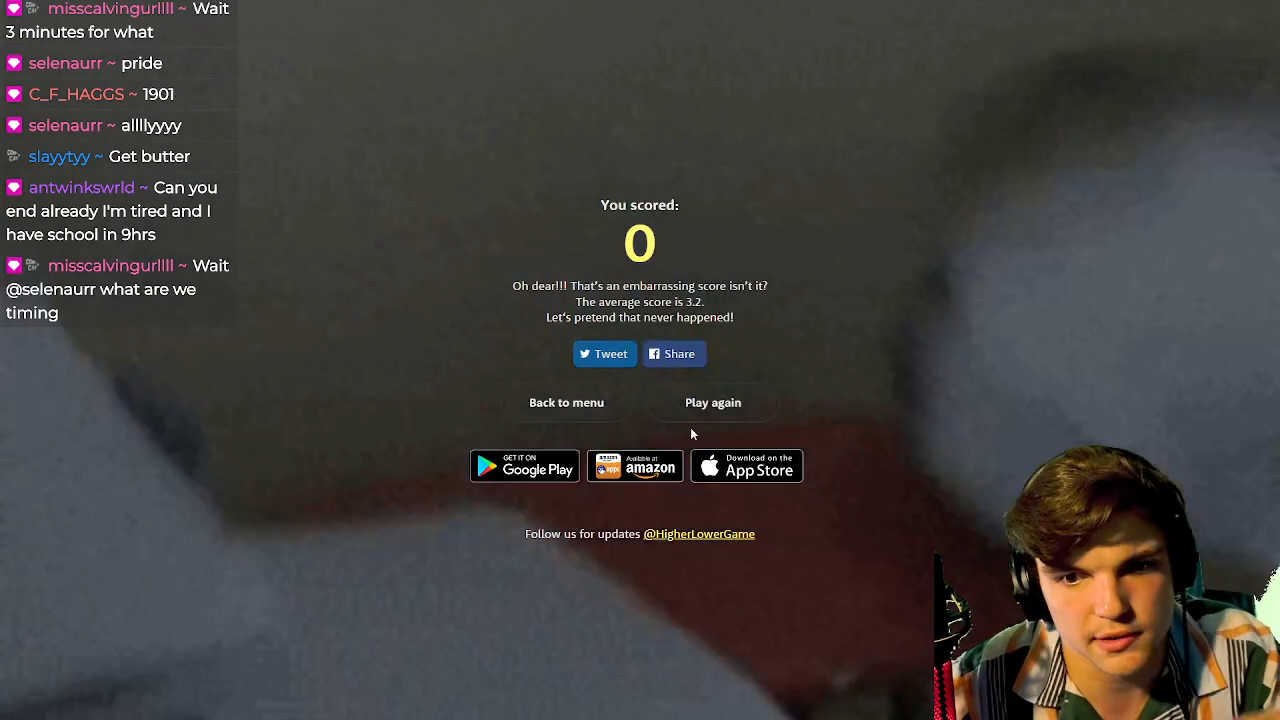 misscalvingurllll ~ Wait
3 minutes for what
selenaurr ~ pride
C_F_HAGGS ~ 1901
selenaurr ~ allllyyyy
slayytyy ~ Get butter
antwinkswrld ~ Can you
end already I'm tired and I
have school in 9hrs
misscalvingurllll ~ Wait
@selenaurr what are we
timing
You scored:
0
Oh dear!!! That's an embarrassing score isn't it?
The average score is 3.2.
Let's pretend that never happened!
Tweet Share
Back to menu Play again
GET IT ON
Google Play
amazon
apps
Available at
amazon
Download on the
App Store
Follow us for updates @HigherLowerGame